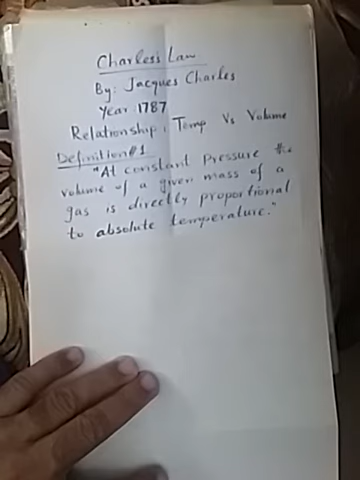 Charles's Law
By: Jacques Charles
Year 1787
Relationship: Temp Vs Volume
Definition#1
"At constant pressure the
volume of a given mass of a
gas is directly proportional
to absolute temperature."